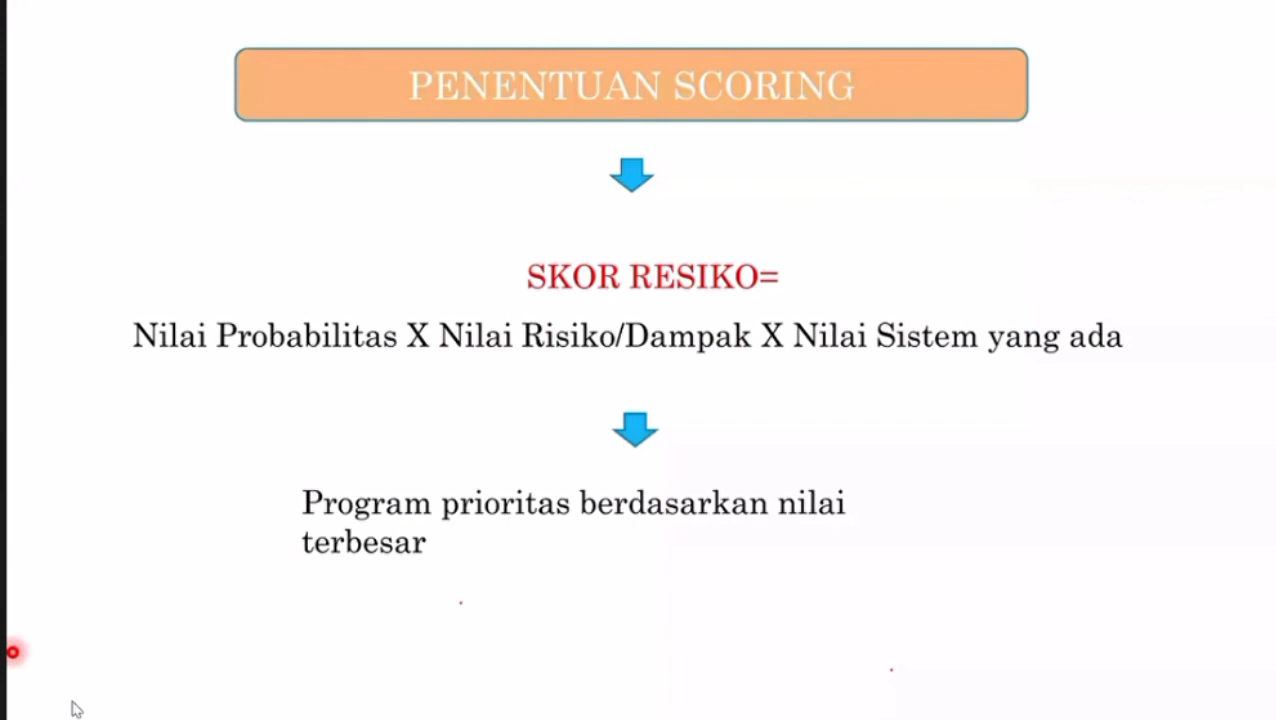 PENENTUAN SCORING
SKOR RESIKO=
Nilai Probabilitas X Nilai Risiko/Dampak X Nilai Sistem yang ada
Program prioritas berdasarkan nilai
terbesar